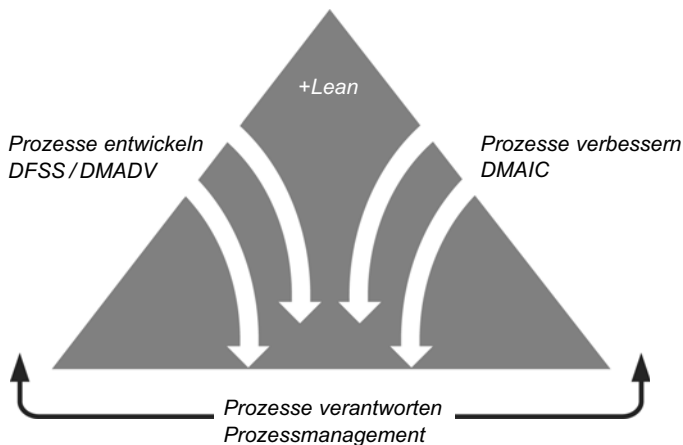 +Lean
Prozesse entwickeln
DFSS / DMADV
Prozesse verbessern
DMAIC
Prozesse verantworten
Prozessmanagement